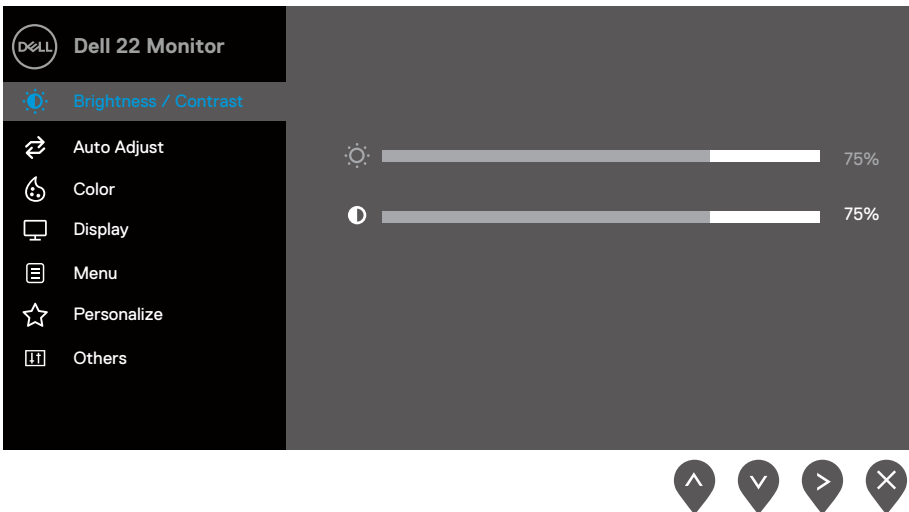 DELL
Dell 22 Monitor
Brightness / Contrast
Auto Adjust
75%
Color
75%
Display
Menu
Personalize
Others